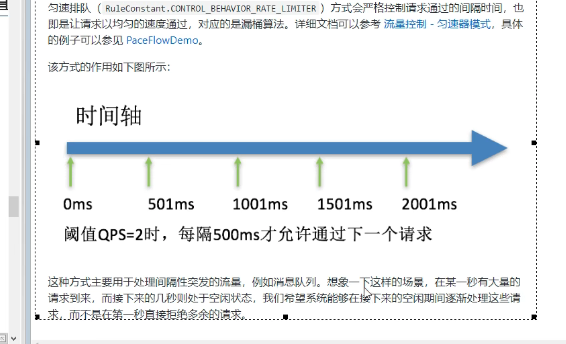 匀速排队（RuleConstant.CONTROL_BEHAVIOR_RATE_LIMITER）方式会严格控制请求通过的间隔时间，也
即是让请求以均匀的速度通过，对应的是漏桶算法。详细文档可以参考 流量控制 - 匀速器模式，具体
的例子可以参见 PaceFlowDemo。
该方式的作用如下图所示：
时间轴
0ms 501ms 1001ms 1501ms 2001ms
阈值QPS=2时，每隔500ms才允许通过下一个请求
这种方式主要用于处理间隔性突发的流量，例如消息队列。想象一下这样的场景，在某一秒有大量的
请求到来，而接下来的几秒则处于空闲状态，我们希望系统能够在接下来的空闲期间逐渐处理这些请
求，而不是在第一秒直接拒绝多余的请求。